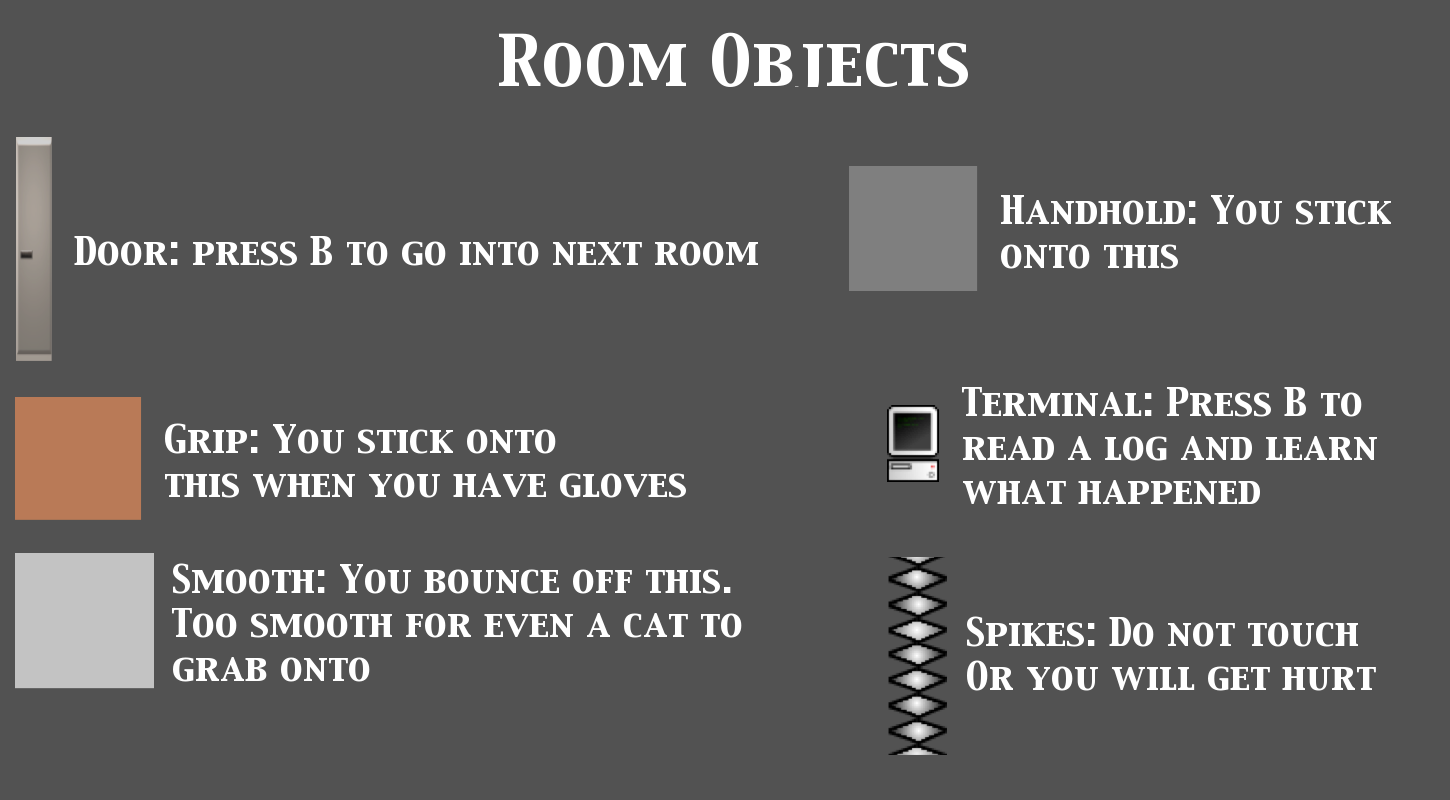 Room Objects
Door: press B to go into next room
Handhold: You stick
onto this
Grip: You stick onto
this when you have gloves
Terminal: Press B to
read a log and learn
what happened
Smooth: You bounce off this.
Too smooth for even a cat to
grab onto
Spikes: Do not touch
Or you will get hurt